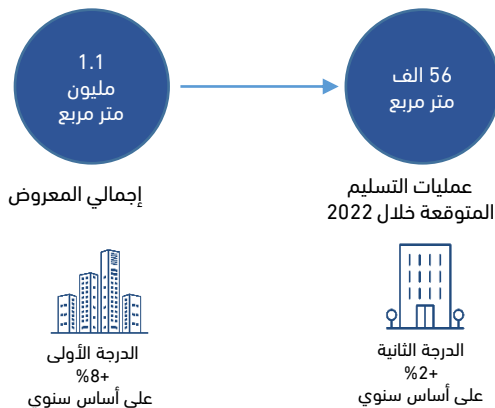 1.1
مليون
متر مربع
56 الف
متر مربع
إجمالي المعروض
عمليات التسليم
المتوقعة خلال 2022
الدرجة الأولى
%8+
على أساس سنوي
الدرجة الثانية
%2+
على أساس سنوي